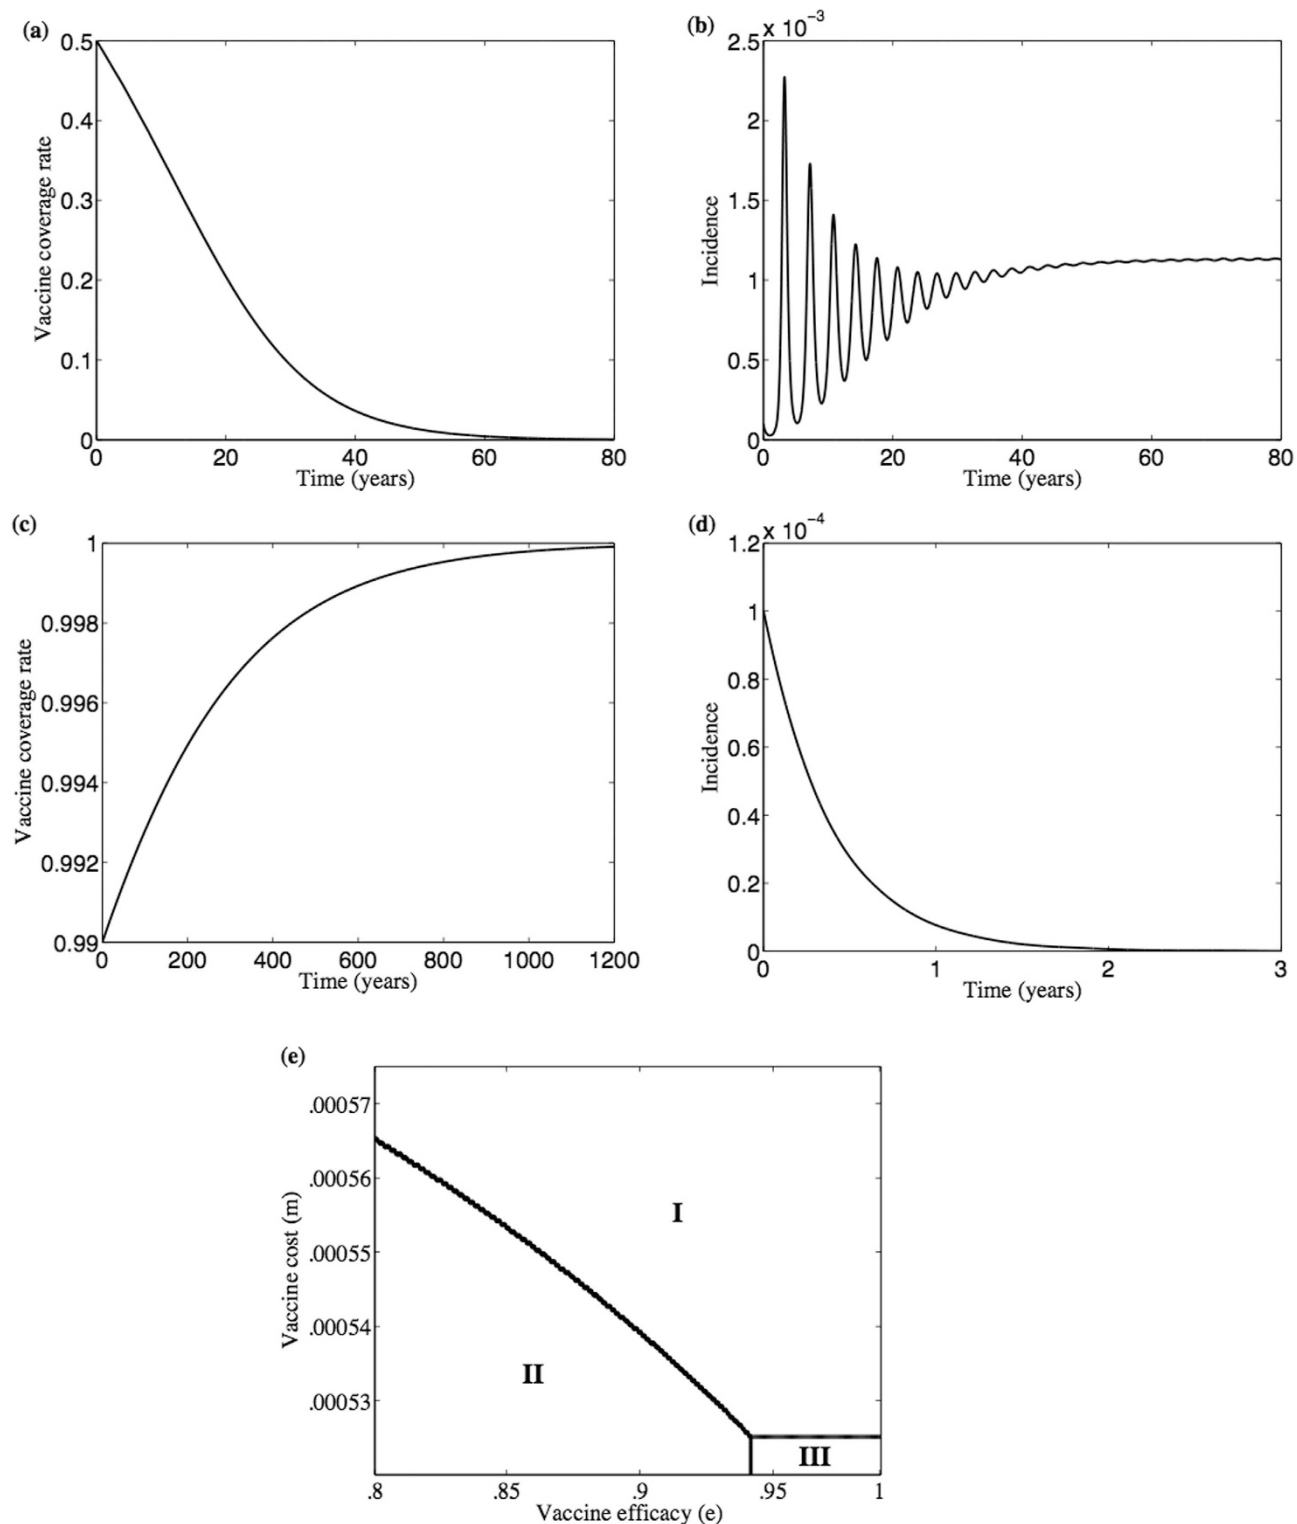 (a)
0.5
0.4
0.3
0.2
0.1
0
Vaccine coverage rate
0 20 40 60 80
Time (years)
(b)
x 10−3
2.5
2
1.5
1
0.5
0
Incidence
0 20 40 60 80
Time (years)
(c)
1
0.998
0.996
0.994
0.992
0.99
Vaccine coverage rate
0 200 400 600 800 1000 1200
Time (years)
(d)
x 10−4
1.2
1
0.8
0.6
0.4
0.2
0
Incidence
0 1 2 3
Time (years)
(e)
.00057
.00056
.00055
.00054
.00053
Vaccine cost (m)
I
II
III
.8 .85 .9 .95 1
Vaccine efficacy (e)